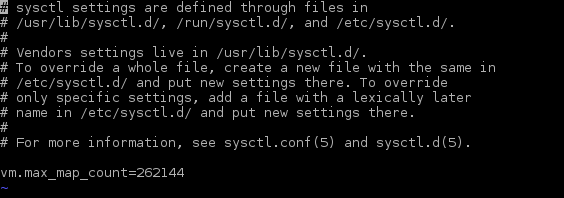 # sysctl settings are defined through files in
# /usr/lib/sysctl.d/, /run/sysctl.d/, and /etc/sysctl.d/.
#
# Vendors settings live in /usr/lib/sysctl.d/.
# To override a whole file, create a new file with the same in
# /etc/sysctl.d/ and put new settings there. To override
# only specific settings, add a file with a lexically later
# name in /etc/sysctl.d/ and put new settings there.
#
# For more information, see sysctl.conf(5) and sysctl.d(5).
vm.max_map_count=262144
~